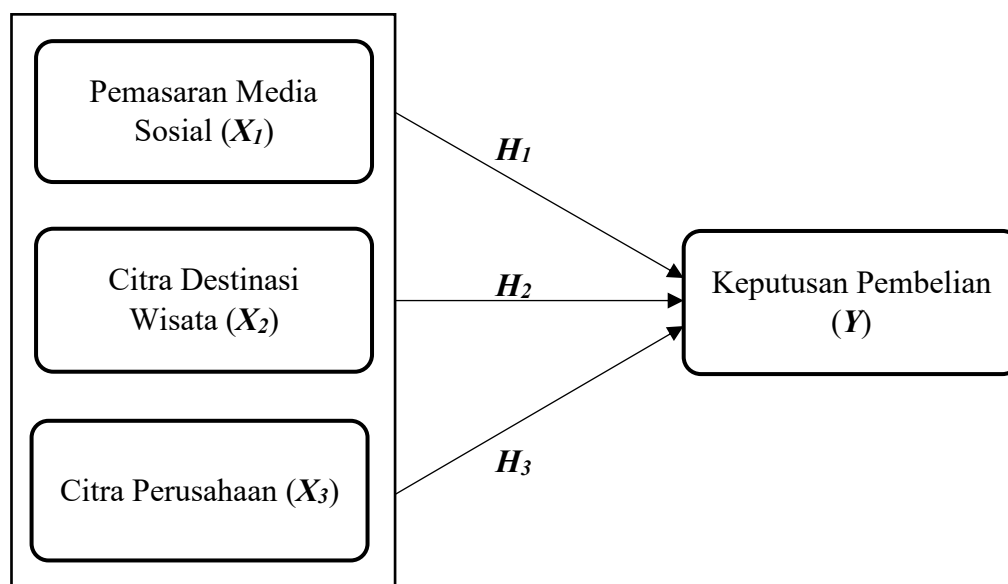 Pemasaran Media
Sosial (X1)
H1
Citra Destinasi
Wisata (X2)
H2
Keputusan Pembelian
(Y)
Citra Perusahaan (X3)
H3